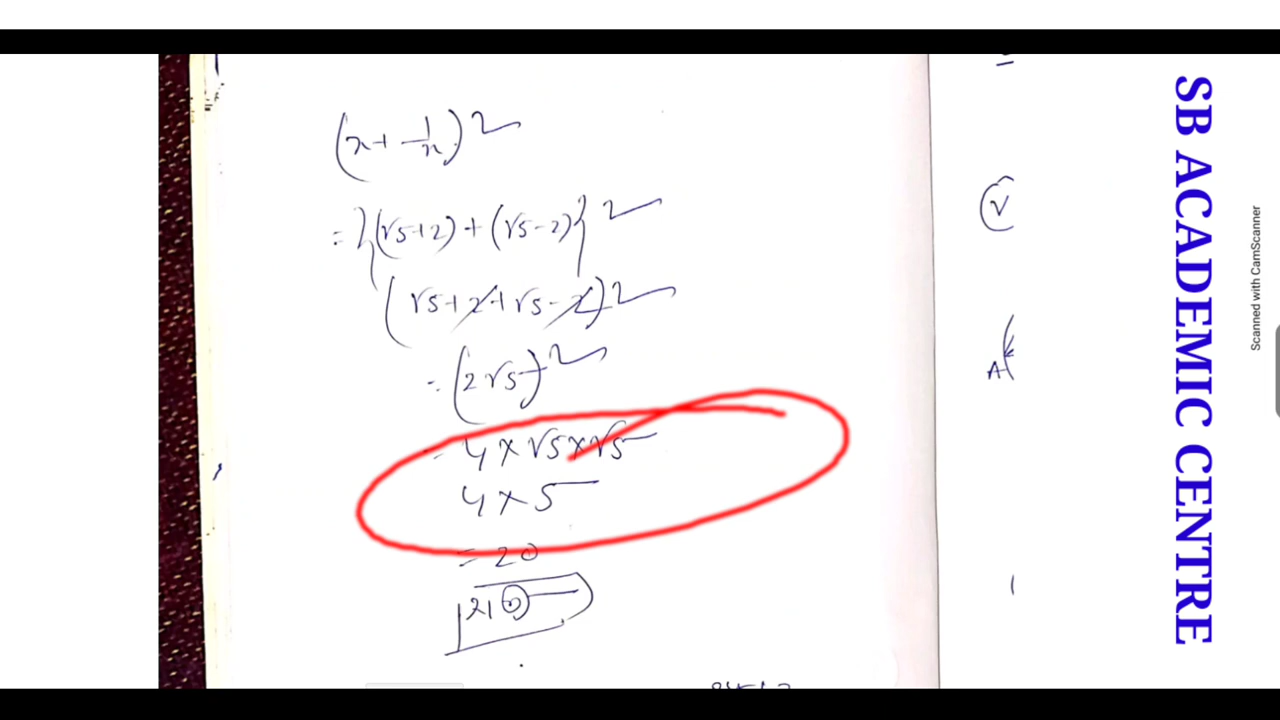 (x + 1/x)²
= {(√5+2) + (√5-2)}²
(√5+2+√5-2)²
= (2√5)²
= 4 × √5 × √5
4 × 5
= 20
SB ACADEMIC CENTRE
Scanned with CamScanner